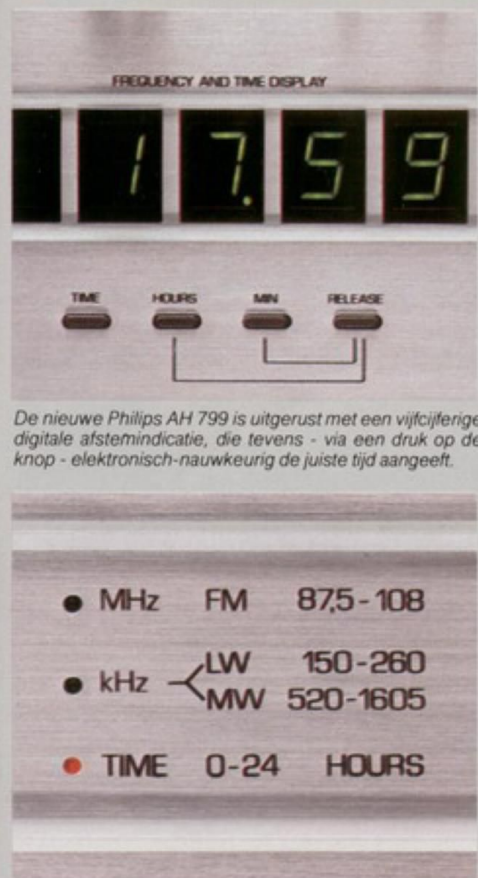 FREQUENCY AND TIME DISPLAY
17.59
TIME HOURS MIN RELEASE
De nieuwe Philips AH 799 is uitgerust met een vijfcijferige
digitale afstemindicatie, die tevens - via een druk op de
knop - elektronisch-nauwkeurig de juiste tijd aangeeft.
MHz FM 87,5-108
kHz LW 150-260
MW 520-1605
TIME 0-24 HOURS